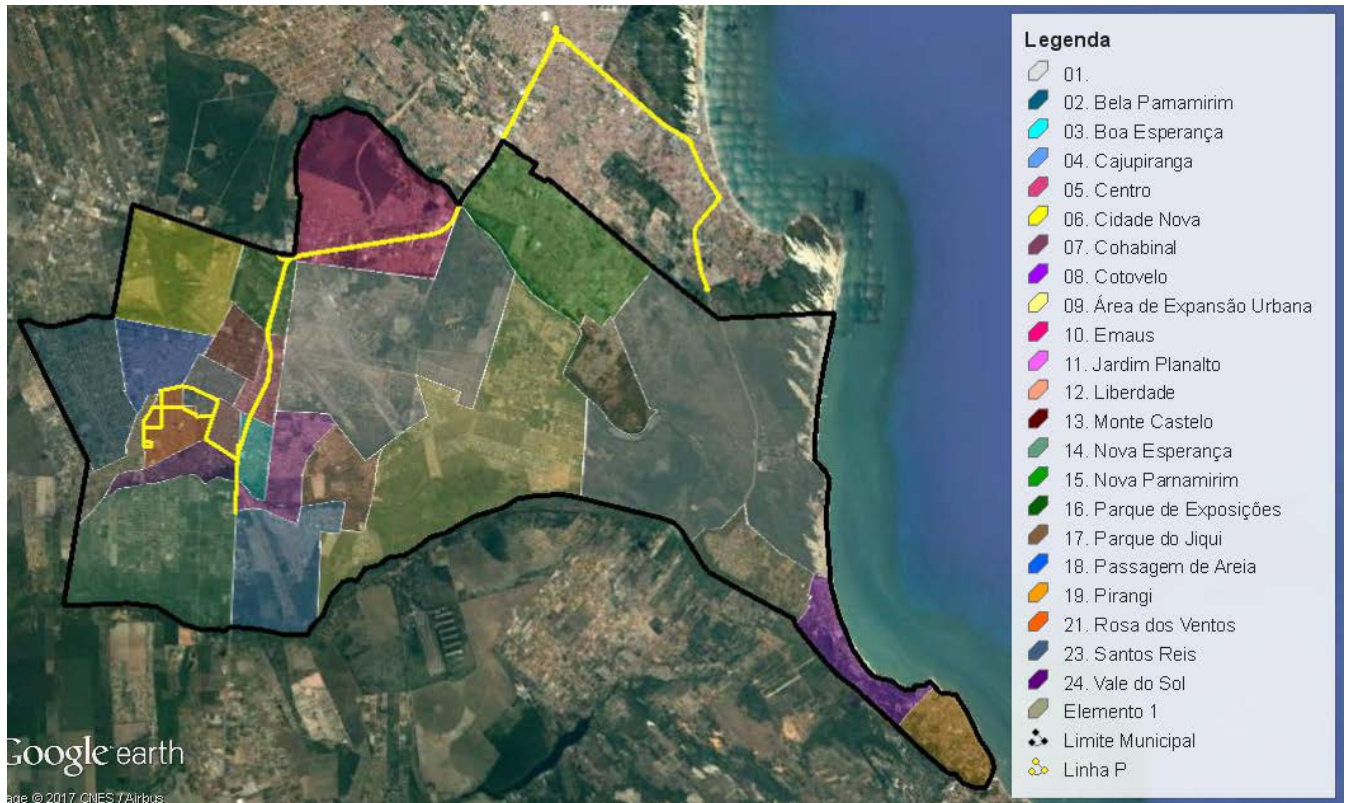 Legenda
01.
02. Bela Parnamirim
03. Boa Esperança
04. Cajupiranga
05. Centro
06. Cidade Nova
07. Cohabinal
08. Cotovelo
09. Área de Expansão Urbana
10. Emaus
11. Jardim Planalto
12. Liberdade
13. Monte Castelo
14. Nova Esperança
15. Nova Parnamirim
16. Parque de Exposições
17. Parque do Jiqui
18. Passagem de Areia
19. Pirangi
21. Rosa dos Ventos
23. Santos Reis
24. Vale do Sol
Elemento 1
Limite Municipal
Linha P
Google earth
age © 2017 CNES / Airbus